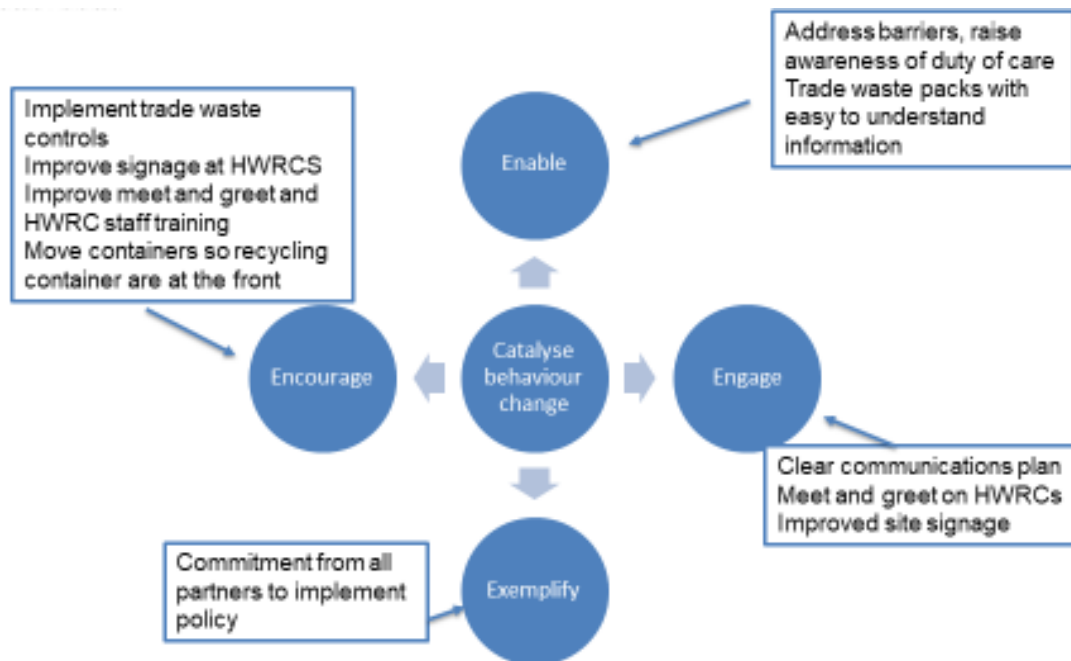 Address barriers, raise
awareness of duty of care
Trade waste packs with
easy to understand
information
Implement trade waste
controls
Improve signage at HWRCS
Improve meet and greet and
HWRC staff training
Move containers so recycling
container are at the front
Enable
Encourage
Catalyse
behaviour
change
Engage
Clear communications plan
Meet and greet on HWRCs
Improved site signage
Commitment from all
partners to implement
policy
Exemplify